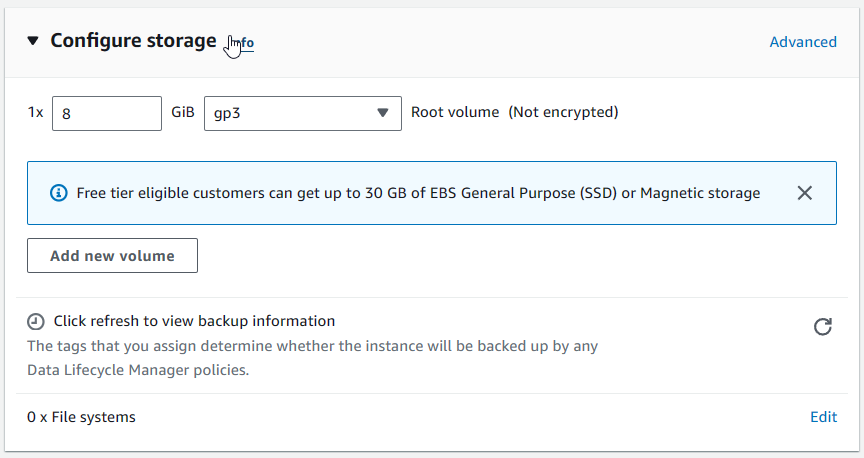 Configure storage Info Advanced
1x 8 GiB gp3 Root volume (Not encrypted)
Free tier eligible customers can get up to 30 GB of EBS General Purpose (SSD) or Magnetic storage
Add new volume
Click refresh to view backup information
The tags that you assign determine whether the instance will be backed up by any
Data Lifecycle Manager policies.
0 x File systems Edit